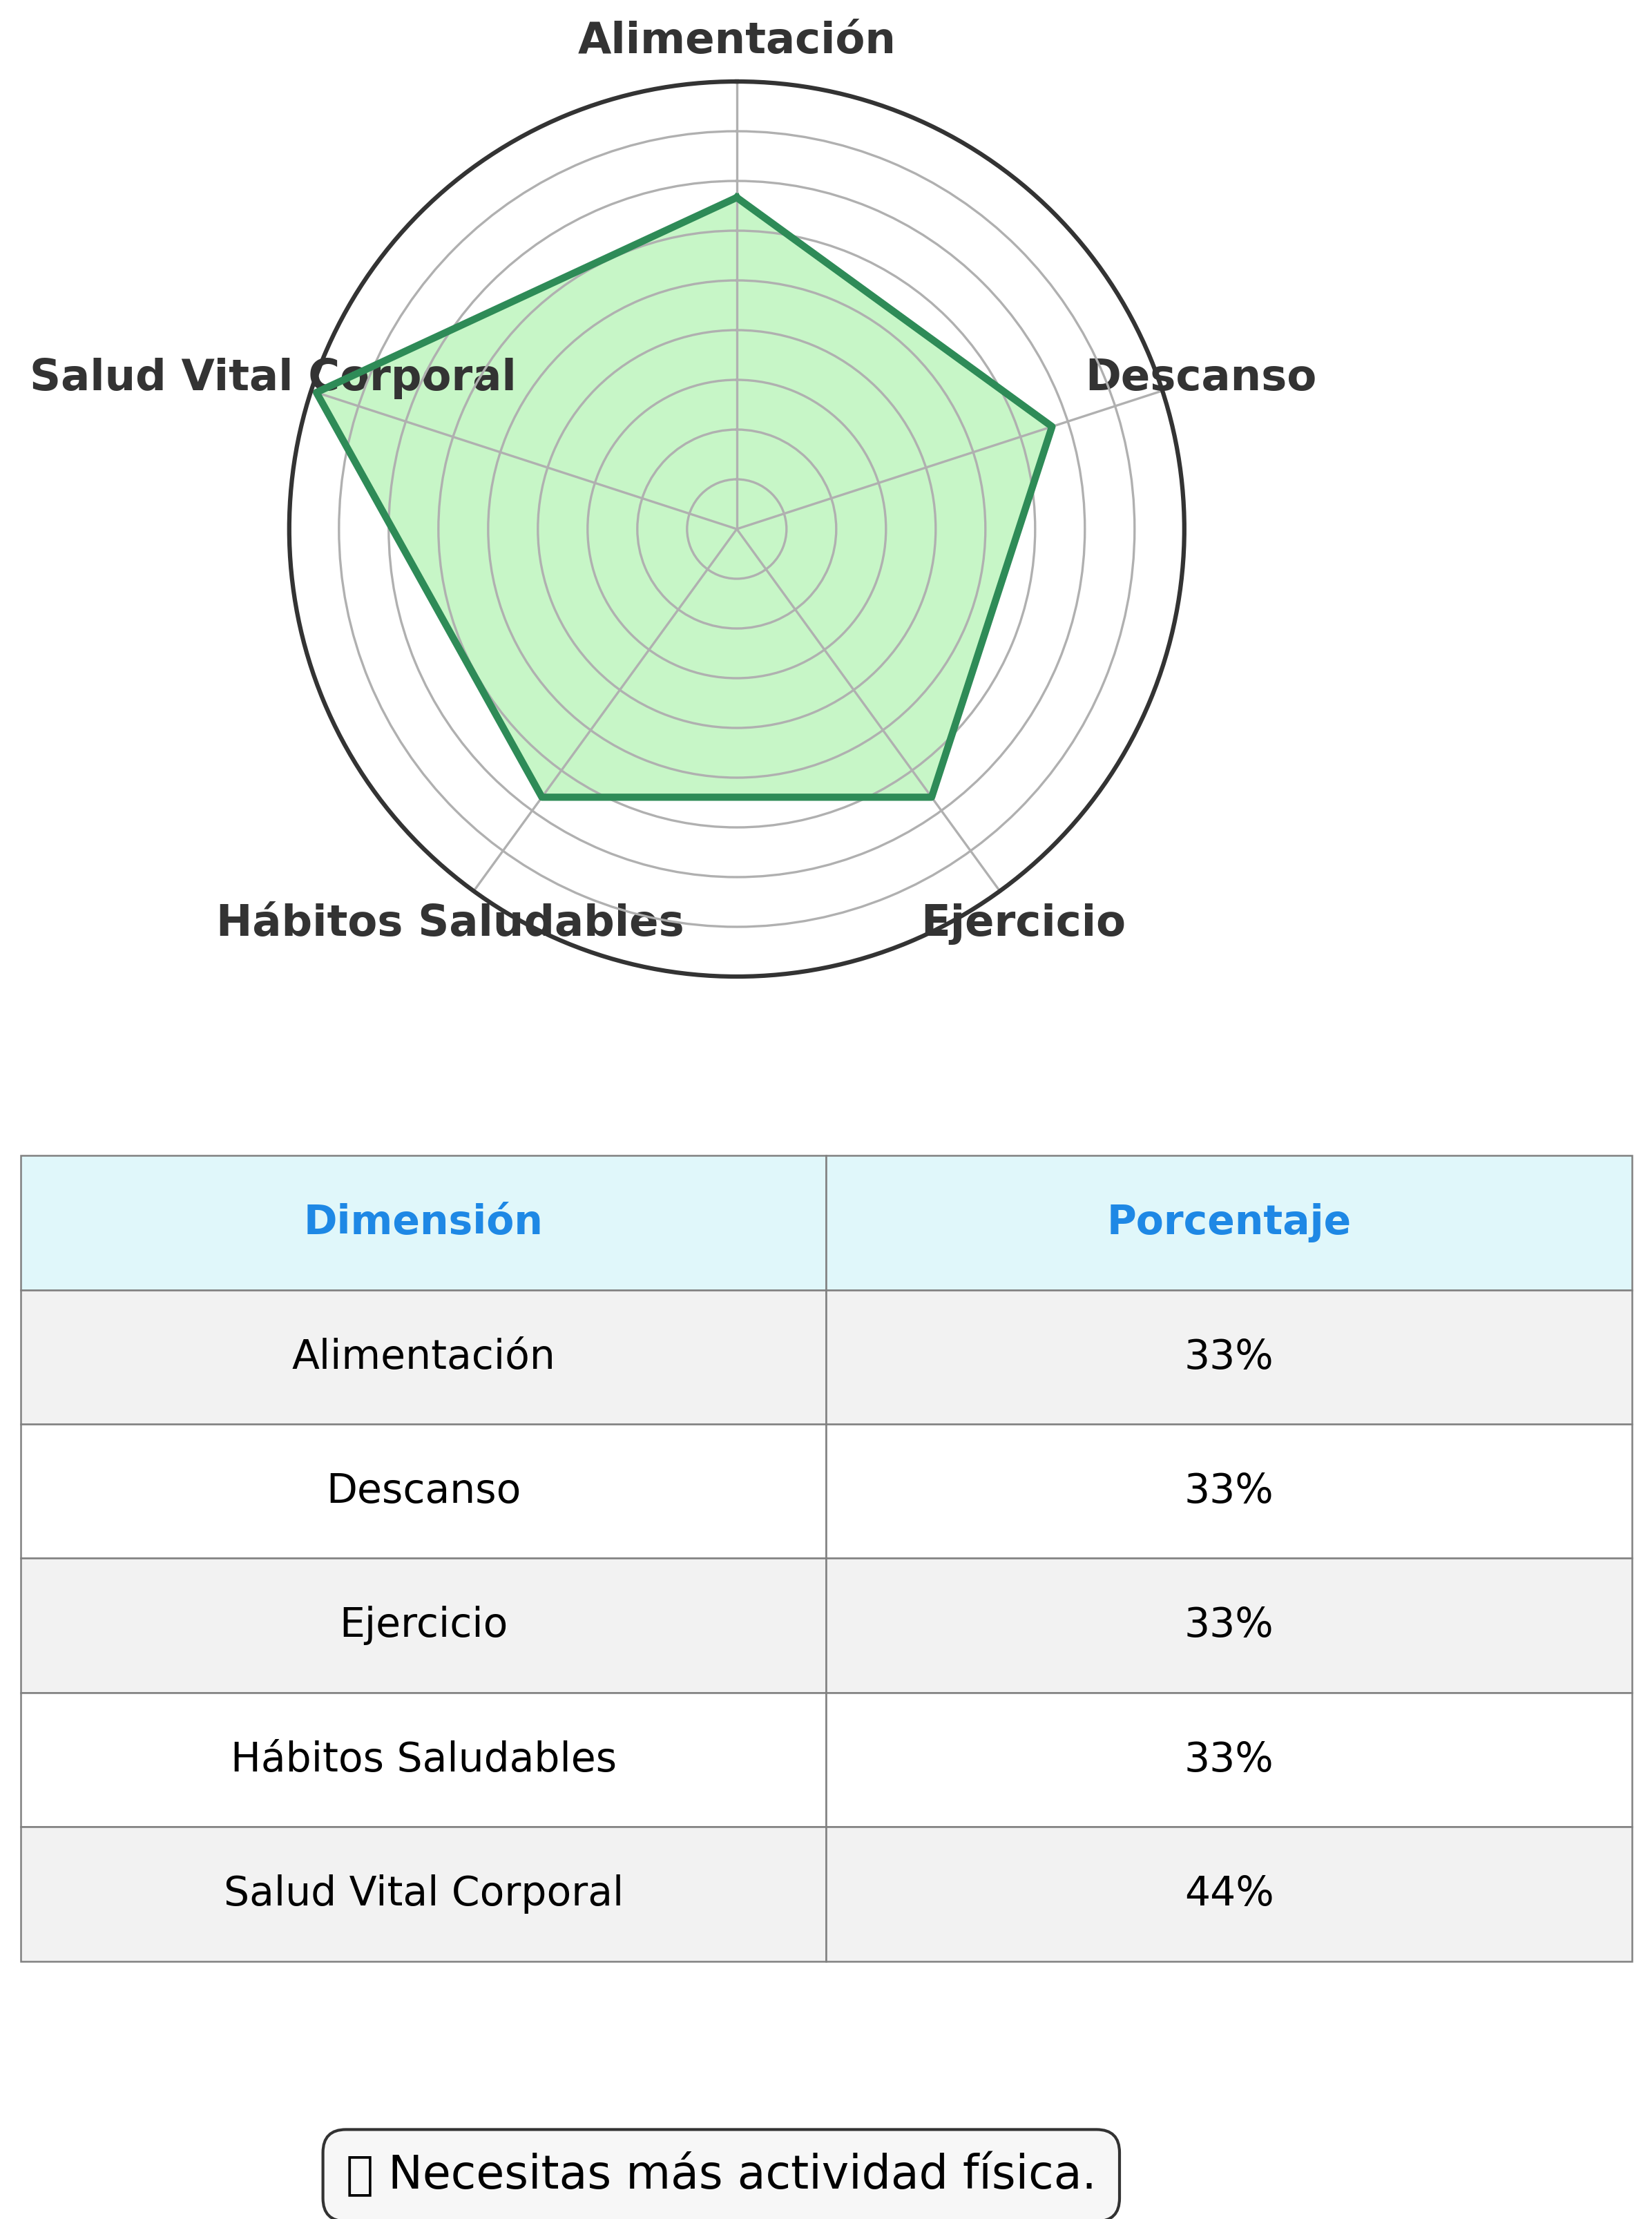 Alimentación
Salud Vital Corporal
Descanso
Hábitos Saludables
Ejercicio
Dimensión Porcentaje
Alimentación 33%
Descanso 33%
Ejercicio 33%
Hábitos Saludables 33%
Salud Vital Corporal 44%
Necesitas más actividad física.